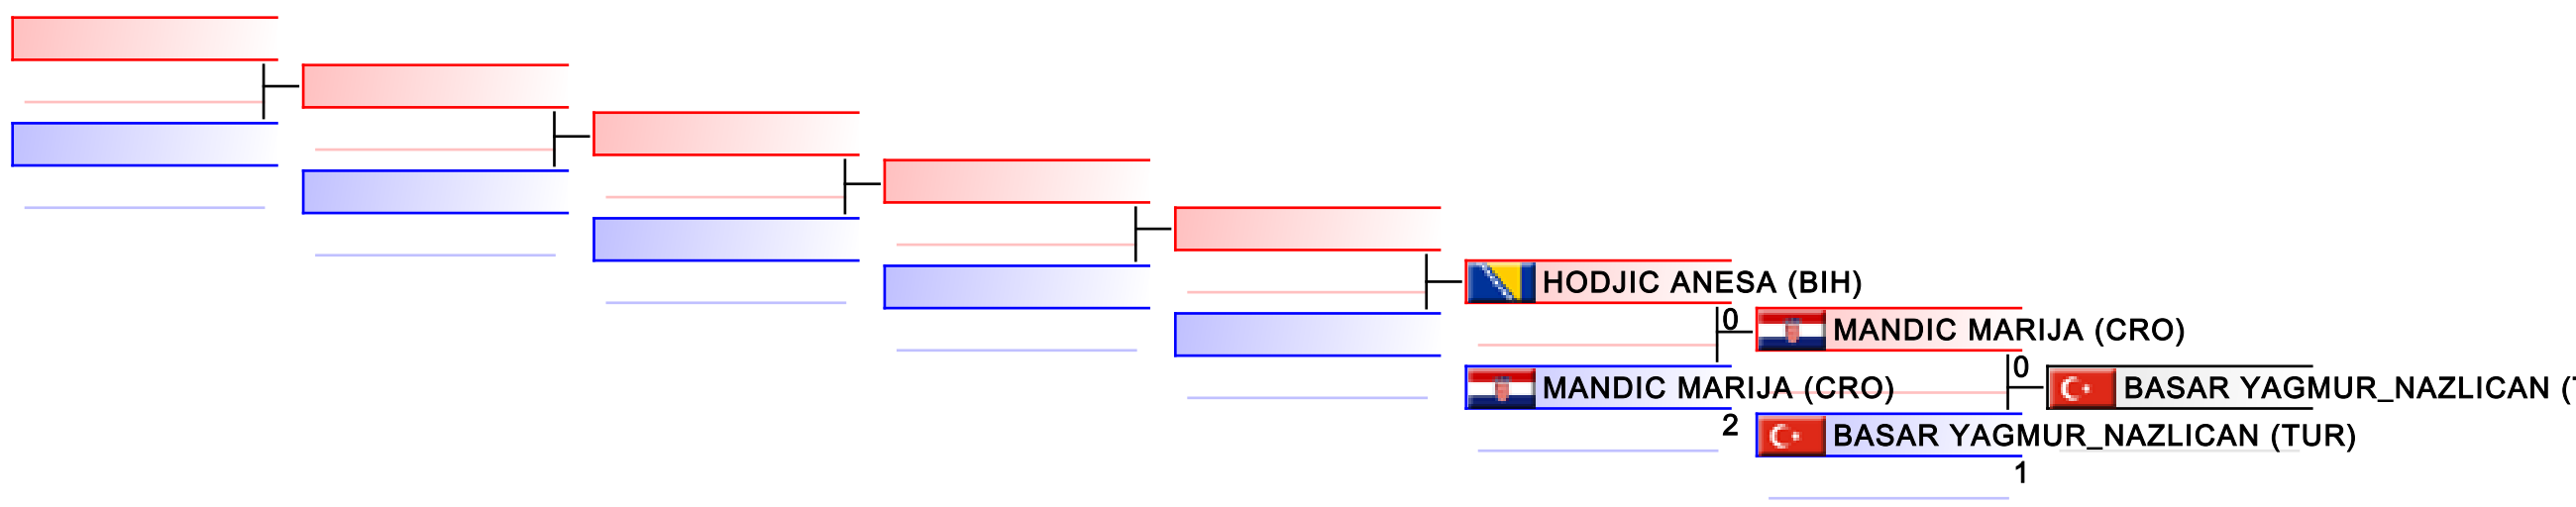 HODJIC ANESA (BIH)
0
MANDIC MARIJA (CRO)
0
MANDIC MARIJA (CRO)
BASAR YAGMUR_NAZLICAN (
2
BASAR YAGMUR_NAZLICAN (TUR)
1